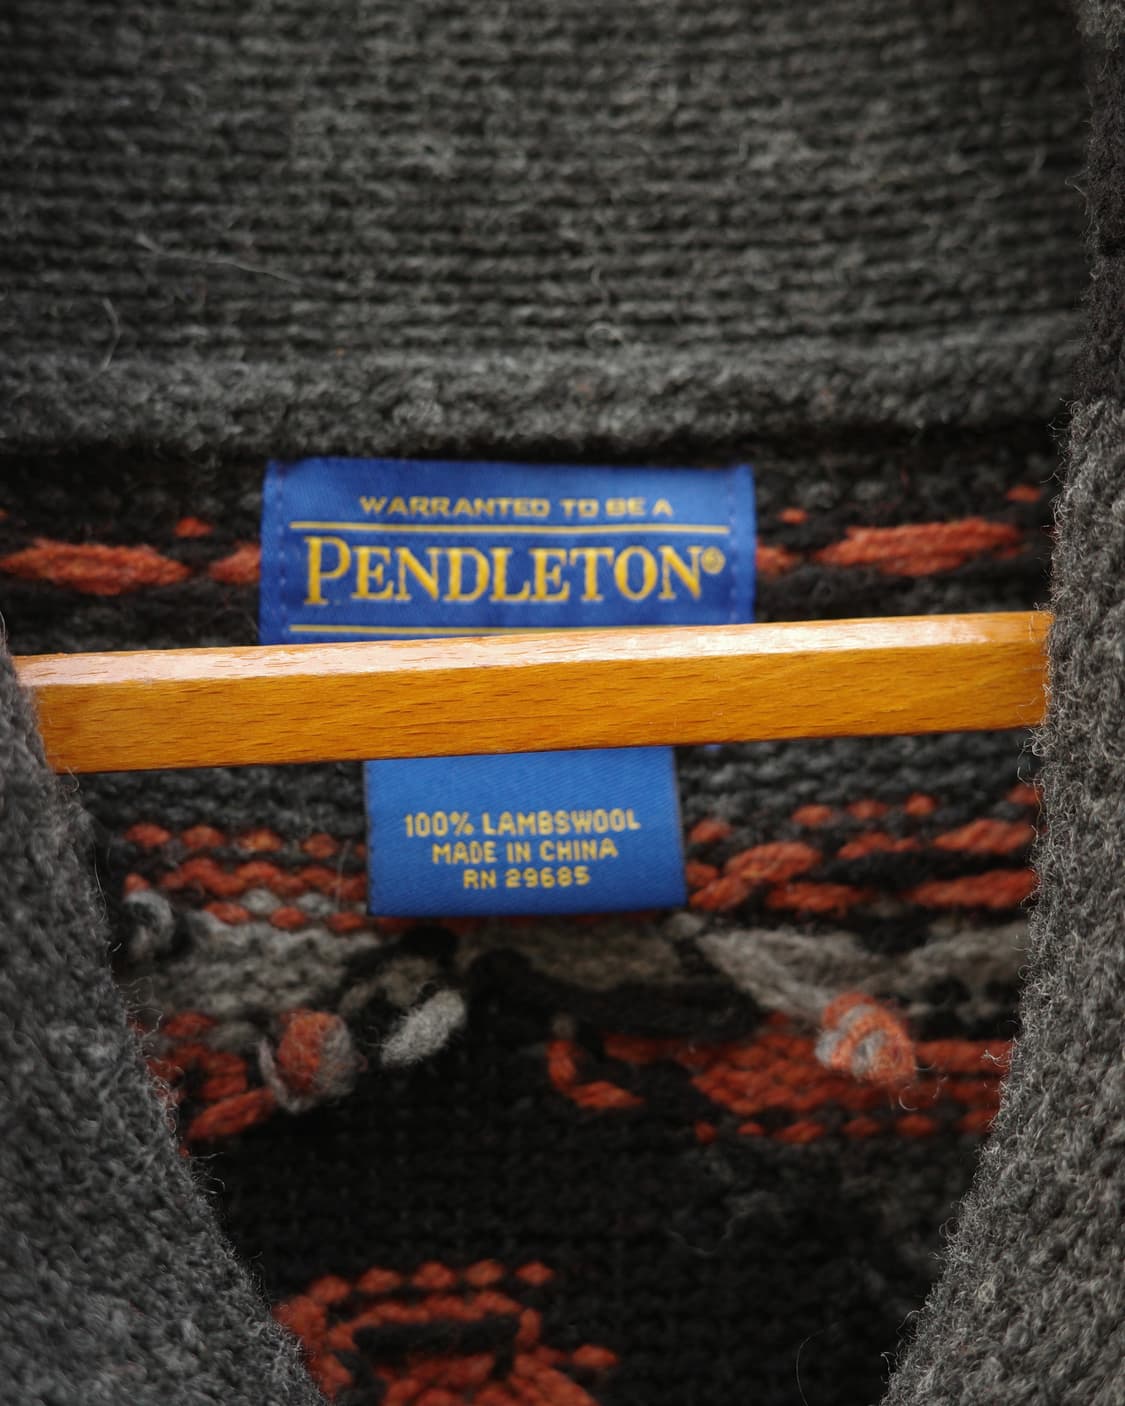 WARRANTED TO BE A
PENDLETON®
100% LAMBSWOOL
MADE IN CHINA
RN 29685